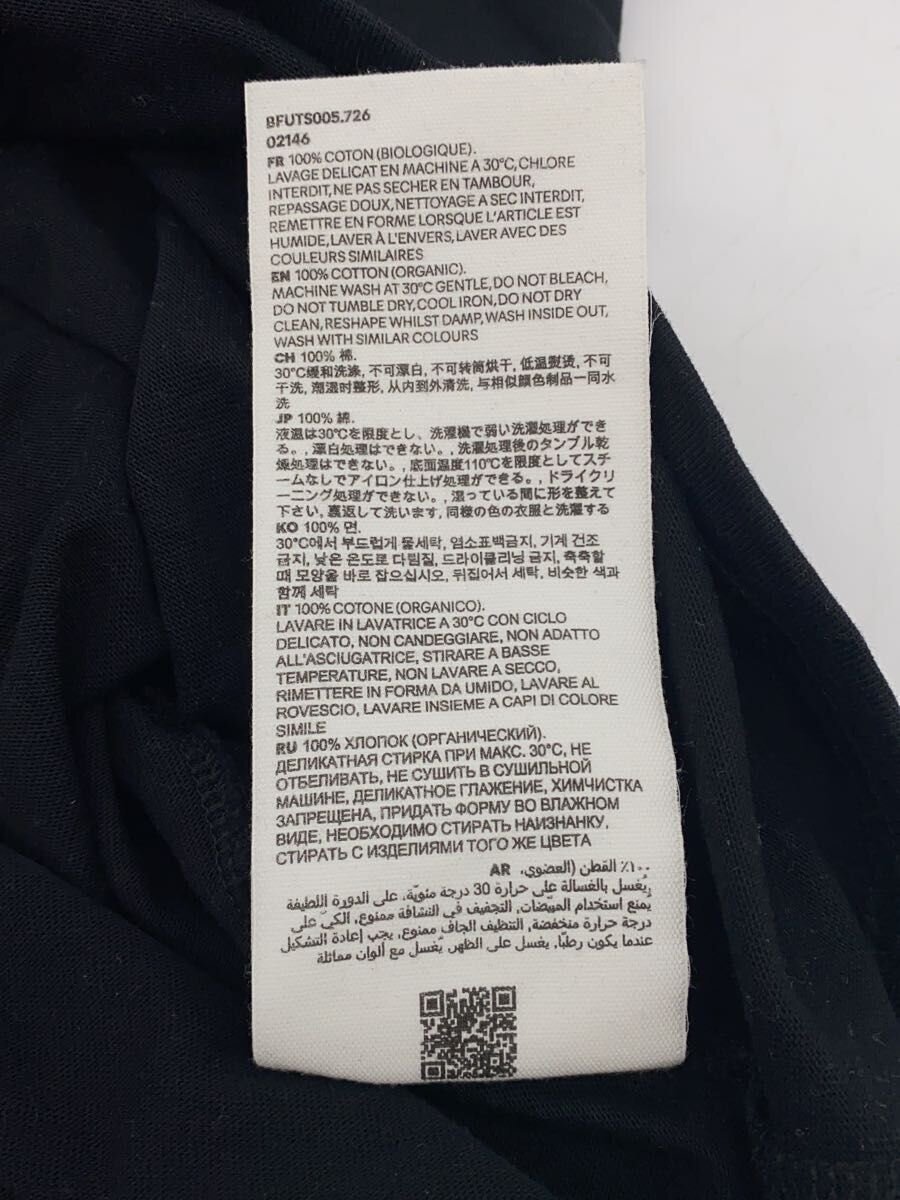 BFUTS005.726
02146
FR 100% COTON (BIOLOGIQUE).
LAVAGE DELICAT EN MACHINE A 30°C, CHLORE
INTERDIT, NE PAS SECHER EN TAMBOUR,
REPASSAGE DOUX, NETTOYAGE A SEC INTERDIT,
REMETTRE EN FORME LORSQUE L'ARTICLE EST
HUMIDE, LAVER À L'ENVERS, LAVER AVEC DES
COULEURS SIMILAIRES
EN 100% COTTON (ORGANIC).
MACHINE WASH AT 30°C GENTLE, DO NOT BLEACH,
DO NOT TUMBLE DRY, COOL IRON, DO NOT DRY
CLEAN, RESHAPE WHILST DAMP, WASH INSIDE OUT,
WASH WITH SIMILAR COLOURS
CH 100% 棉.
30°C缓和洗涤, 不可漂白, 不可转筒烘干, 低温熨烫, 不可
干洗, 潮湿时整形, 从内到外清洗, 与相似颜色制品一同水
洗
JP 100% 綿.
液温は30℃を限度とし、洗濯機で弱い洗濯処理ができ
る。, 漂白処理はできない。, 洗濯処理後のタンブル乾
燥処理はできない。, 底面温度110℃を限度としてスチ
ームなしでアイロン仕上げ処理ができる。, ドライクリ
ーニング処理ができない。, 湿っている間に形を整えて
下さい, 裏返して洗います, 同様の色の衣服と洗濯する
KO 100% 면.
30°C에서 부드럽게 물세탁, 염소표백금지, 기계 건조
금지, 낮은 온도로 다림질, 드라이클리닝 금지, 축축할
때 모양을 바로 잡으십시오, 뒤집어서 세탁, 비슷한 색과
함께 세탁
IT 100% COTONE (ORGANICO).
LAVARE IN LAVATRICE A 30°C CON CICLO
DELICATO, NON CANDEGGIARE, NON ADATTO
ALL'ASCIUGATRICE, STIRARE A BASSE
TEMPERATURE, NON LAVARE A SECCO,
RIMETTERE IN FORMA DA UMIDO, LAVARE AL
ROVESCIO, LAVARE INSIEME A CAPI DI COLORE
SIMILE
RU 100% ХЛОПОК (ОРГАНИЧЕСКИЙ).
ДЕЛИКАТНАЯ СТИРКА ПРИ МАКС. 30°C, НЕ
ОТБЕЛИВАТЬ, НЕ СУШИТЬ В СУШИЛЬНОЙ
МАШИНЕ, ДЕЛИКАТНОЕ ГЛАЖЕНИЕ, ХИМЧИСТКА
ЗАПРЕЩЕНА, ПРИДАТЬ ФОРМУ ВО ВЛАЖНОМ
ВИДЕ, НЕОБХОДИМО СТИРАТЬ НАИЗНАНКУ,
СТИРАТЬ С ИЗДЕЛИЯМИ ТОГО ЖЕ ЦВЕТА
AR ١٠٠٪ القطن (العضوي.
يُغسل بالغسالة على حرارة 30 درجة مئوية, على الدورة اللطيفة
يمنع استخدام المبيّضات, التجفيف في النشافة ممنوع, الكي على
درجة حرارة منخفضة, التنظيف الجاف ممنوع, يجب إعادة التشكيل
عندما يكون رطبًا, يغسل على الظهر, يُغسل مع ألوان مماثلة